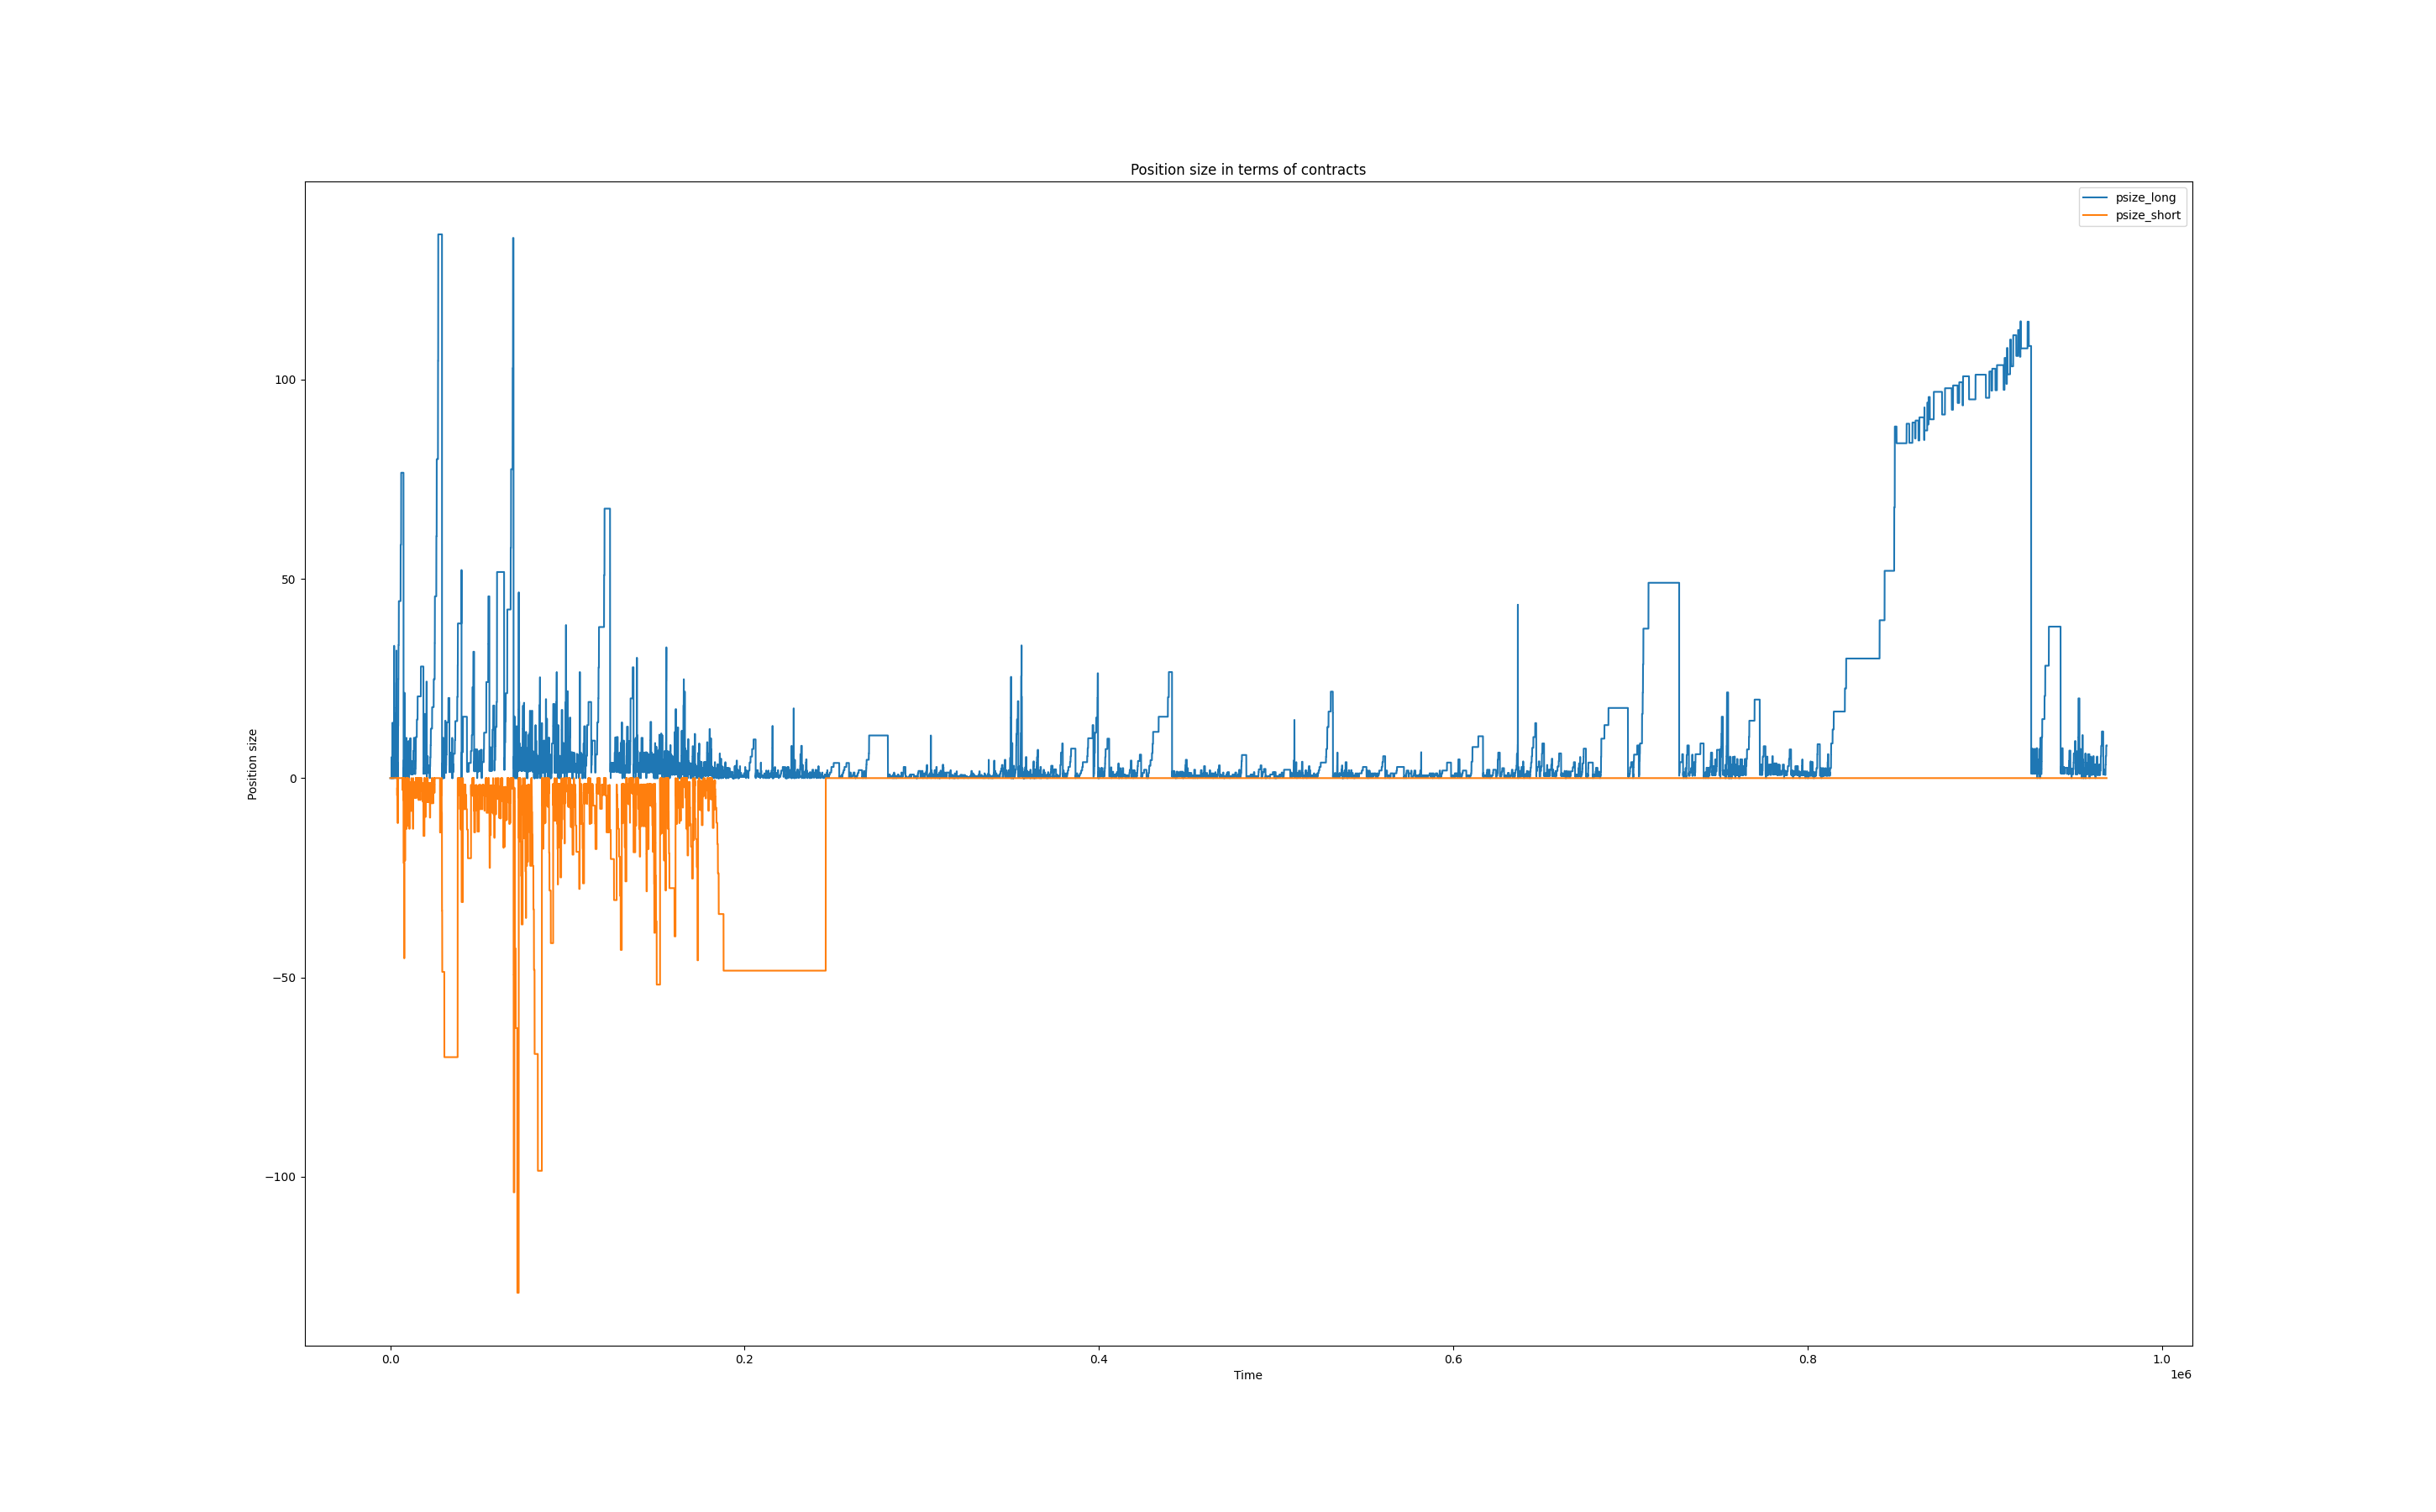 Position size in terms of contracts
psize_long
psize_short
100
50
0
−50
−100
Position size
0.0
0.2
0.4
0.6
0.8
1.0
Time
1e6